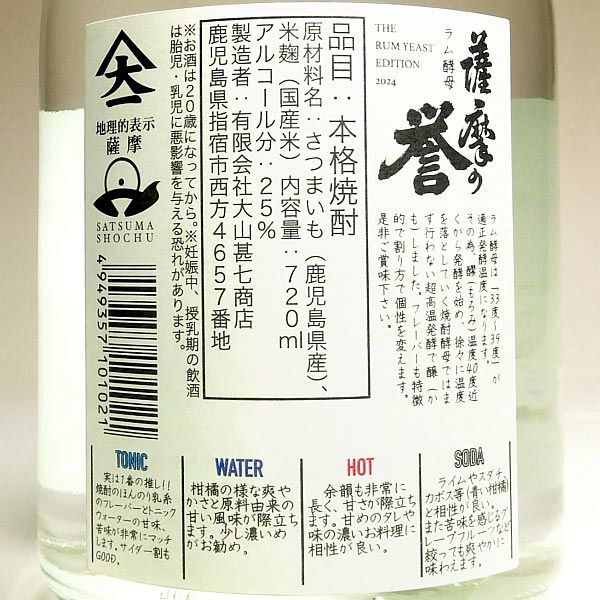 薩摩の
誉
ラム酵母
THE
RUM YEAST
EDITION
2024
ラム酵母は「33度～39度」が
適正発酵温度になります。
その為、醪（もろみ）温度40度近
くから発酵を始め、徐々に温度
を落としていく焼酎酵母ではま
ず行わない超高温発酵で醸（か
も）しました。フレーバーも特徴
的で割り方で個性を変えます。
是非ご賞味下さい。
品目：本格焼酎
原材料名：さつまいも（鹿児島県産）、
米麹（国産米）内容量：720ml
アルコール分：25％
製造者：有限会社大山甚七商店
鹿児島県指宿市西方4657番地
※お酒は20歳になってから。※妊娠中、授乳期の飲酒
は胎児・乳児に悪影響を与える恐れがあります。
大
地理的表示
薩摩
SATSUMA
SHOCHU
4949357101021
TONIC
実は1番の推し!!
焼酎のほんのり乳系
のフレーバーとトニック
ウォーターの甘味、
苦味が非常にマッチ
します。サイダー割も
GOOD。
WATER
柑橘の様な爽や
かさと原料由来の
甘い風味が際立ち
ます。少し濃いめ
がお勧め。
HOT
余韻も非常に
長く、甘さが際立ち
ます。甘めのタレや
味の濃いお料理に
相性が良い。
SODA
ライムやスダチ、
カボス等（青い柑橘）
と相性が良い。
また苦味を感じるグ
レープフルーツなど
絞っても爽やかに
味わえます。